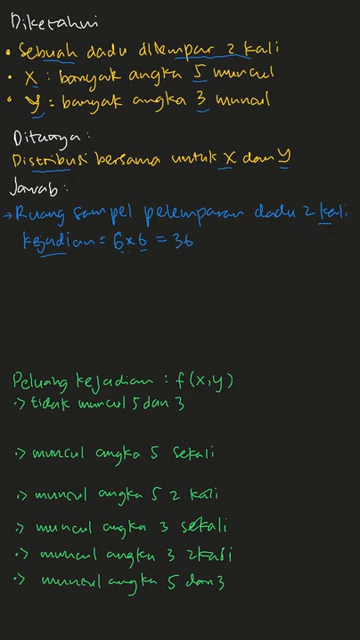 Diketahui
• Sebuah dadu dilempar 2 kali
• X : banyak angka 5 muncul
• Y = banyak angka 3 muncul
Ditanya :
Distribusi bersama untuk X dan Y
Jawab :
→ Ruang sampel pelemparan dadu 2 kali
kejadian = 6 x 6 = 36
Peluang kejadian : f(x,y)
:> tidak muncul 5 dan 3
:> muncul angka 5 sekali
:> muncul angka 5 2 kali
:> muncul angka 3 sekali
:> muncul angka 3 2 kali
:> muncul angka 5 dan 3